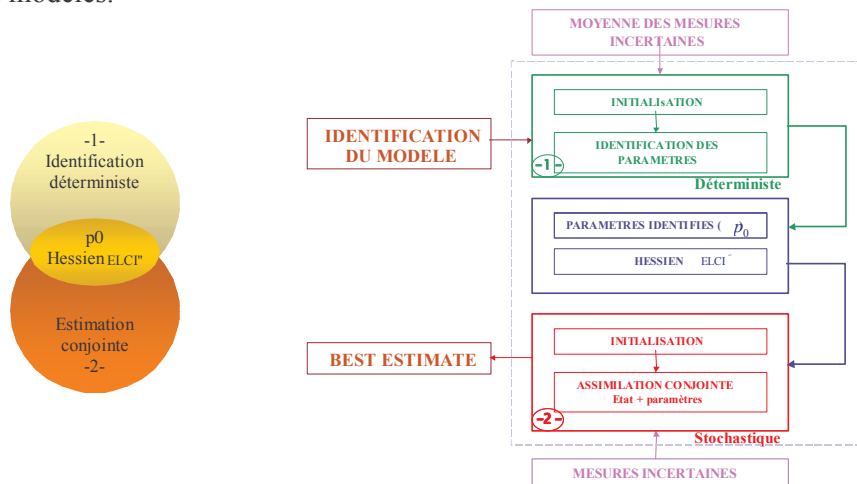 modèles.
-1-
Identification
déterministe
p0
Hessien ELCI"
Estimation
conjointe
-2-
MOYENNE DES MESURES
INCERTAINES
IDENTIFICATION
DU MODELE
INITIALIsATION
IDENTIFICATION DES
PARAMETRES
-1-
Déterministe
PARAMETRES IDENTIFIES ( p0
HESSIEN ELCI"
BEST ESTIMATE
INITIALISATION
ASSIMILATION CONJOINTE
Etat + paramètres
-2-
Stochastique
MESURES INCERTAINES